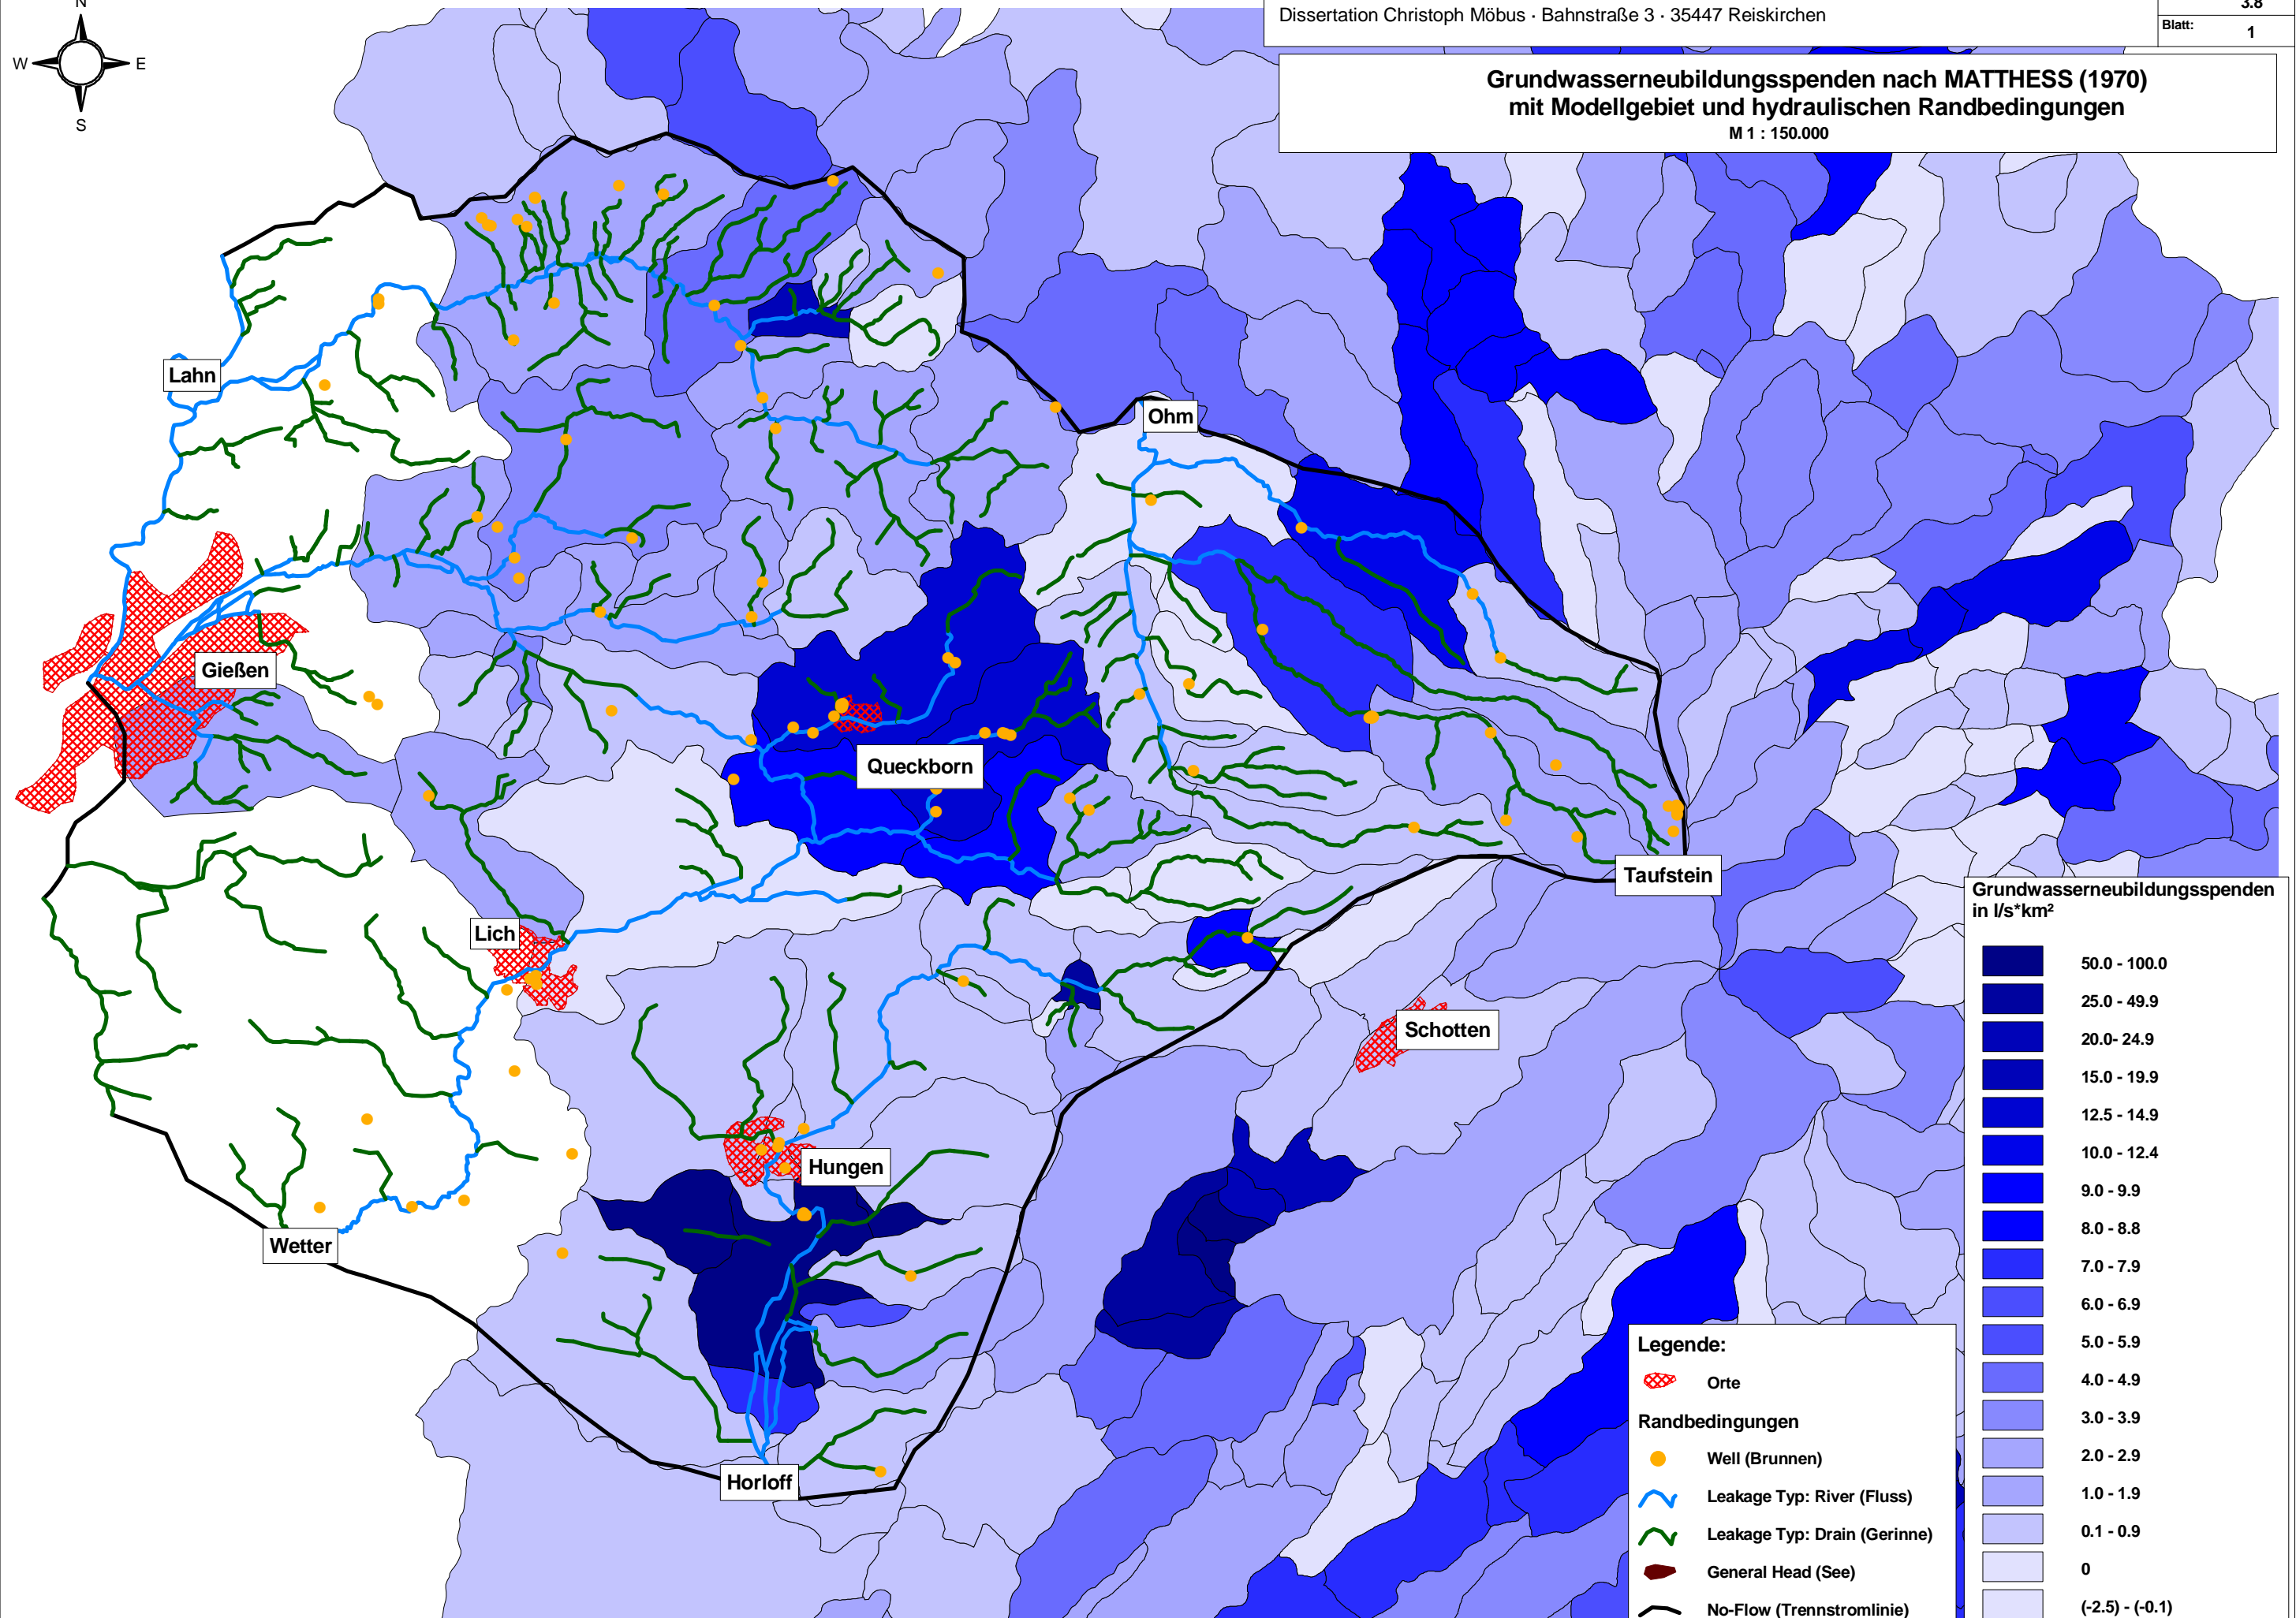 N
W
E
S
Dissertation Christoph Möbus · Bahnstraße 3 · 35447 Reiskirchen
3.8
Blatt:
1
Grundwasserneubildungsspenden nach MATTHESS (1970)
mit Modellgebiet und hydraulischen Randbedingungen
M 1 : 150.000
Lahn
Ohm
Gießen
Queckborn
Taufstein
Lich
Schotten
Hungen
Wetter
Horloff
Grundwasserneubildungsspenden
in l/s*km²
50.0 - 100.0
25.0 - 49.9
20.0- 24.9
15.0 - 19.9
12.5 - 14.9
10.0 - 12.4
9.0 - 9.9
8.0 - 8.8
7.0 - 7.9
6.0 - 6.9
5.0 - 5.9
4.0 - 4.9
3.0 - 3.9
2.0 - 2.9
1.0 - 1.9
0.1 - 0.9
0
(-2.5) - (-0.1)
Legende:
Orte
Randbedingungen
Well (Brunnen)
Leakage Typ: River (Fluss)
Leakage Typ: Drain (Gerinne)
General Head (See)
No-Flow (Trennstromlinie)